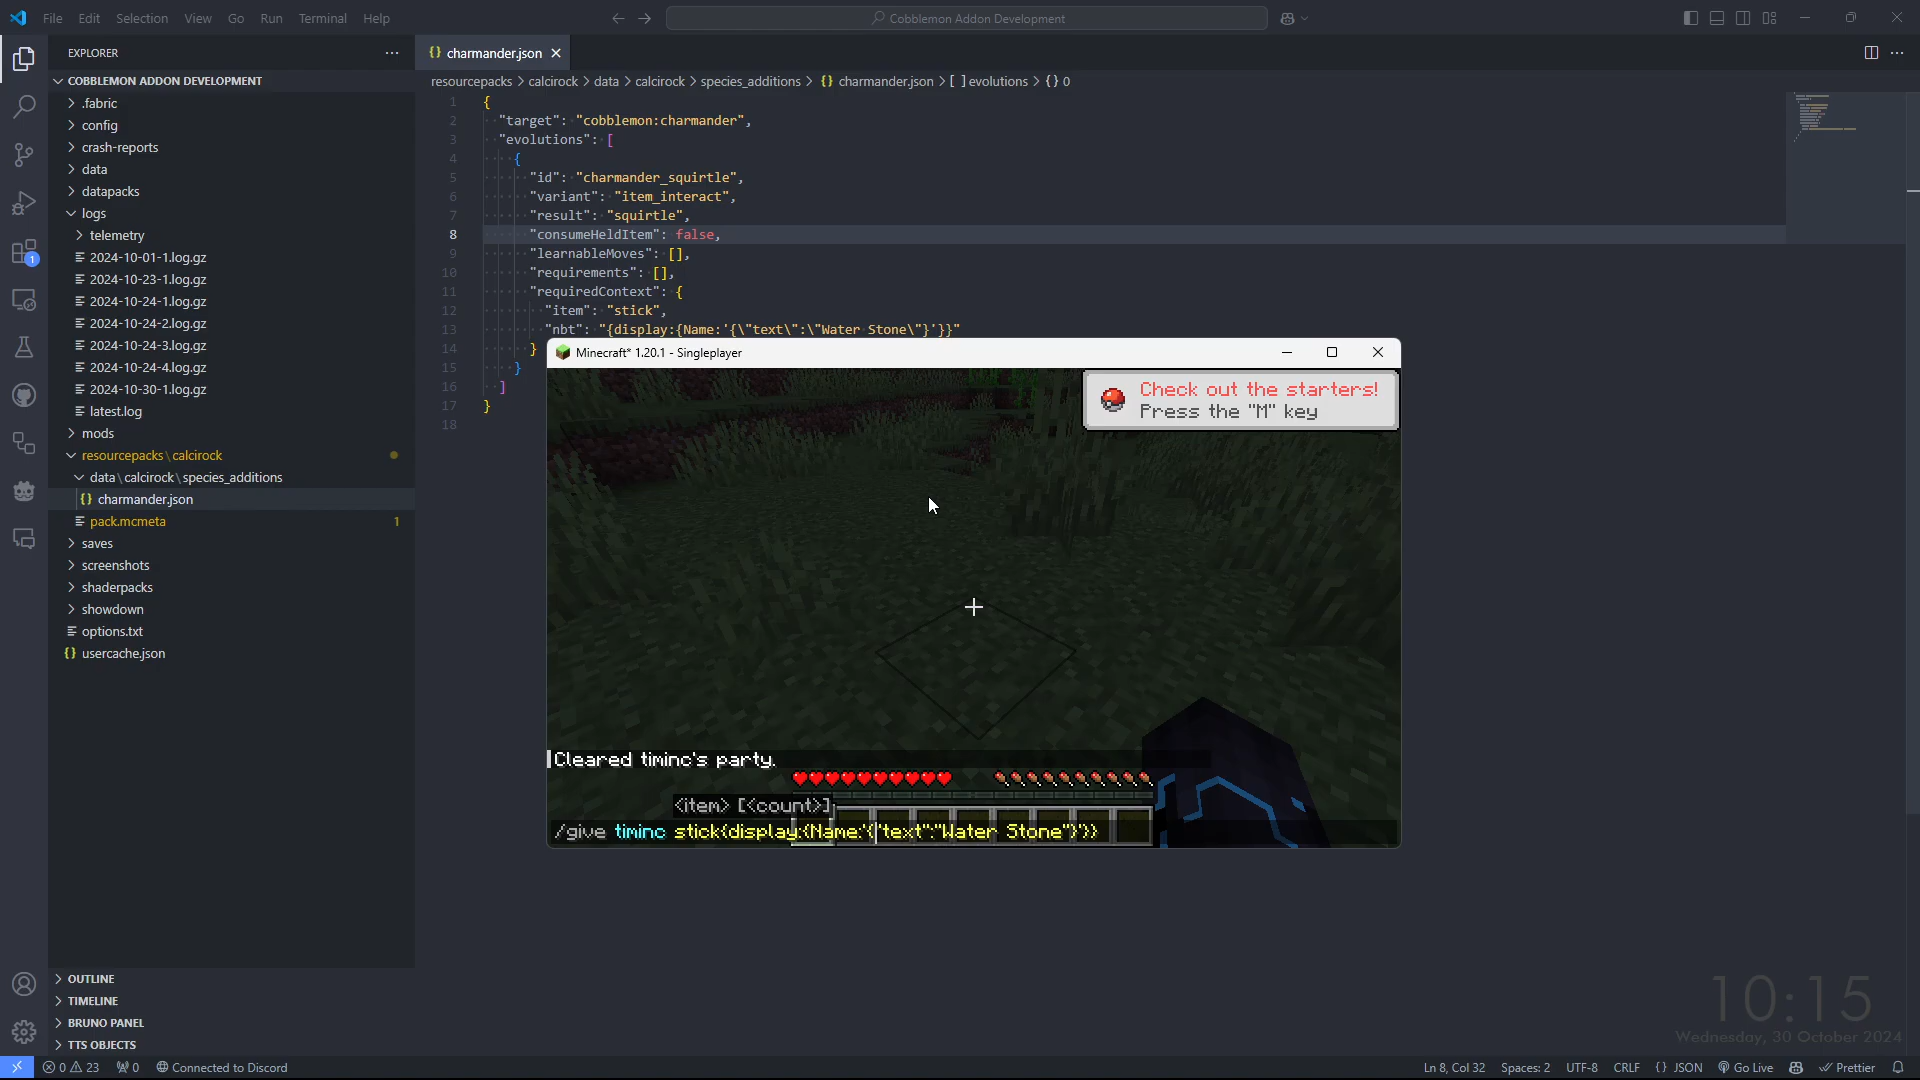 File Edit Selection View Go Run Terminal Help
Cobblemon Addon Development
EXPLORER
COBBLEMON ADDON DEVELOPMENT
.fabric
config
crash-reports
data
datapacks
logs
telemetry
2024-10-01-1.log.gz
2024-10-23-1.log.gz
2024-10-24-1.log.gz
2024-10-24-2.log.gz
2024-10-24-3.log.gz
2024-10-24-4.log.gz
2024-10-30-1.log.gz
latest.log
mods
resourcepacks \ calcirock
data \ calcirock \ species_additions
{} charmander.json
pack.mcmeta 1
saves
screenshots
shaderpacks
showdown
options.txt
{} usercache.json
OUTLINE
TIMELINE
BRUNO PANEL
TTS OBJECTS
{} charmander.json
resourcepacks > calcirock > data > calcirock > species_additions > {} charmander.json > [ ] evolutions > {} 0
1 {
2 "target": "cobblemon:charmander",
3 "evolutions": [
4 {
5 "id": "charmander_squirtle",
6 "variant": "item_interact",
7 "result": "squirtle",
8 "consumeHeldItem": false,
9 "learnableMoves": [],
10 "requirements": [],
11 "requiredContext": {
12 "item": "stick",
13 "nbt": "{display:{Name:'{\"text\":\"Water Stone\"}'}}"
14 }
15 }
16 ]
17 }
18
Minecraft* 1.20.1 - Singleplayer
Check out the starters!
Press the "M" key
Cleared timinc's party.
<item> [<count>]
/give timinc stick{display:{Name:'{"text":"Water Stone"}'}}
10:15
Wednesday, 30 October 2024
1
0 23 0 Connected to Discord
Ln 8, Col 32 Spaces: 2 UTF-8 CRLF {} JSON Go Live Prettier